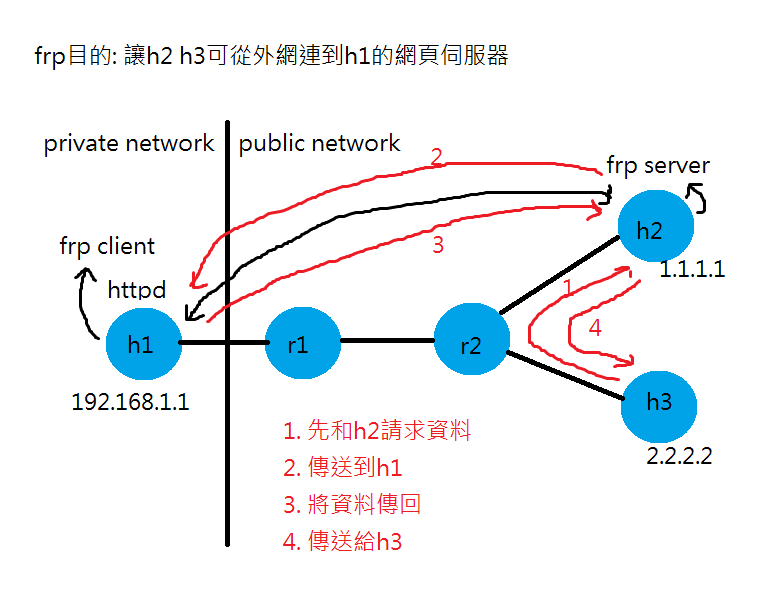 frp目的: 讓h2 h3可從外網連到h1的網頁伺服器
private network
public network
2
frp server
3
h2
1.1.1.1
frp client
httpd
h1
192.168.1.1
r1
r2
1
4
h3
2.2.2.2
1. 先和h2請求資料
2. 傳送到h1
3. 將資料傳回
4. 傳送給h3